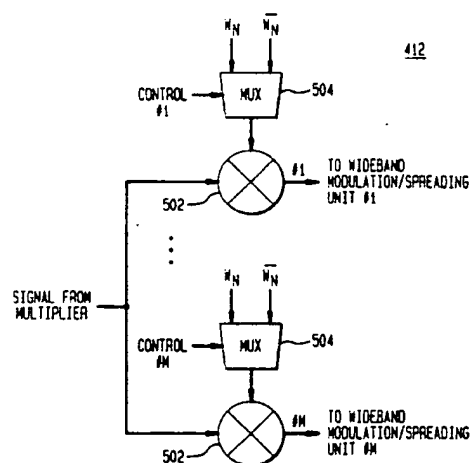 W_N W̅_N
412
CONTROL
#1
MUX
504
502
#1
TO WIDEBAND
MODULATION/SPREADING
UNIT #1
SIGNAL FROM
MULTIPLIER
W_N W̅_N
CONTROL
#M
MUX
504
502
#M
TO WIDEBAND
MODULATION/SPREADING
UNIT #M